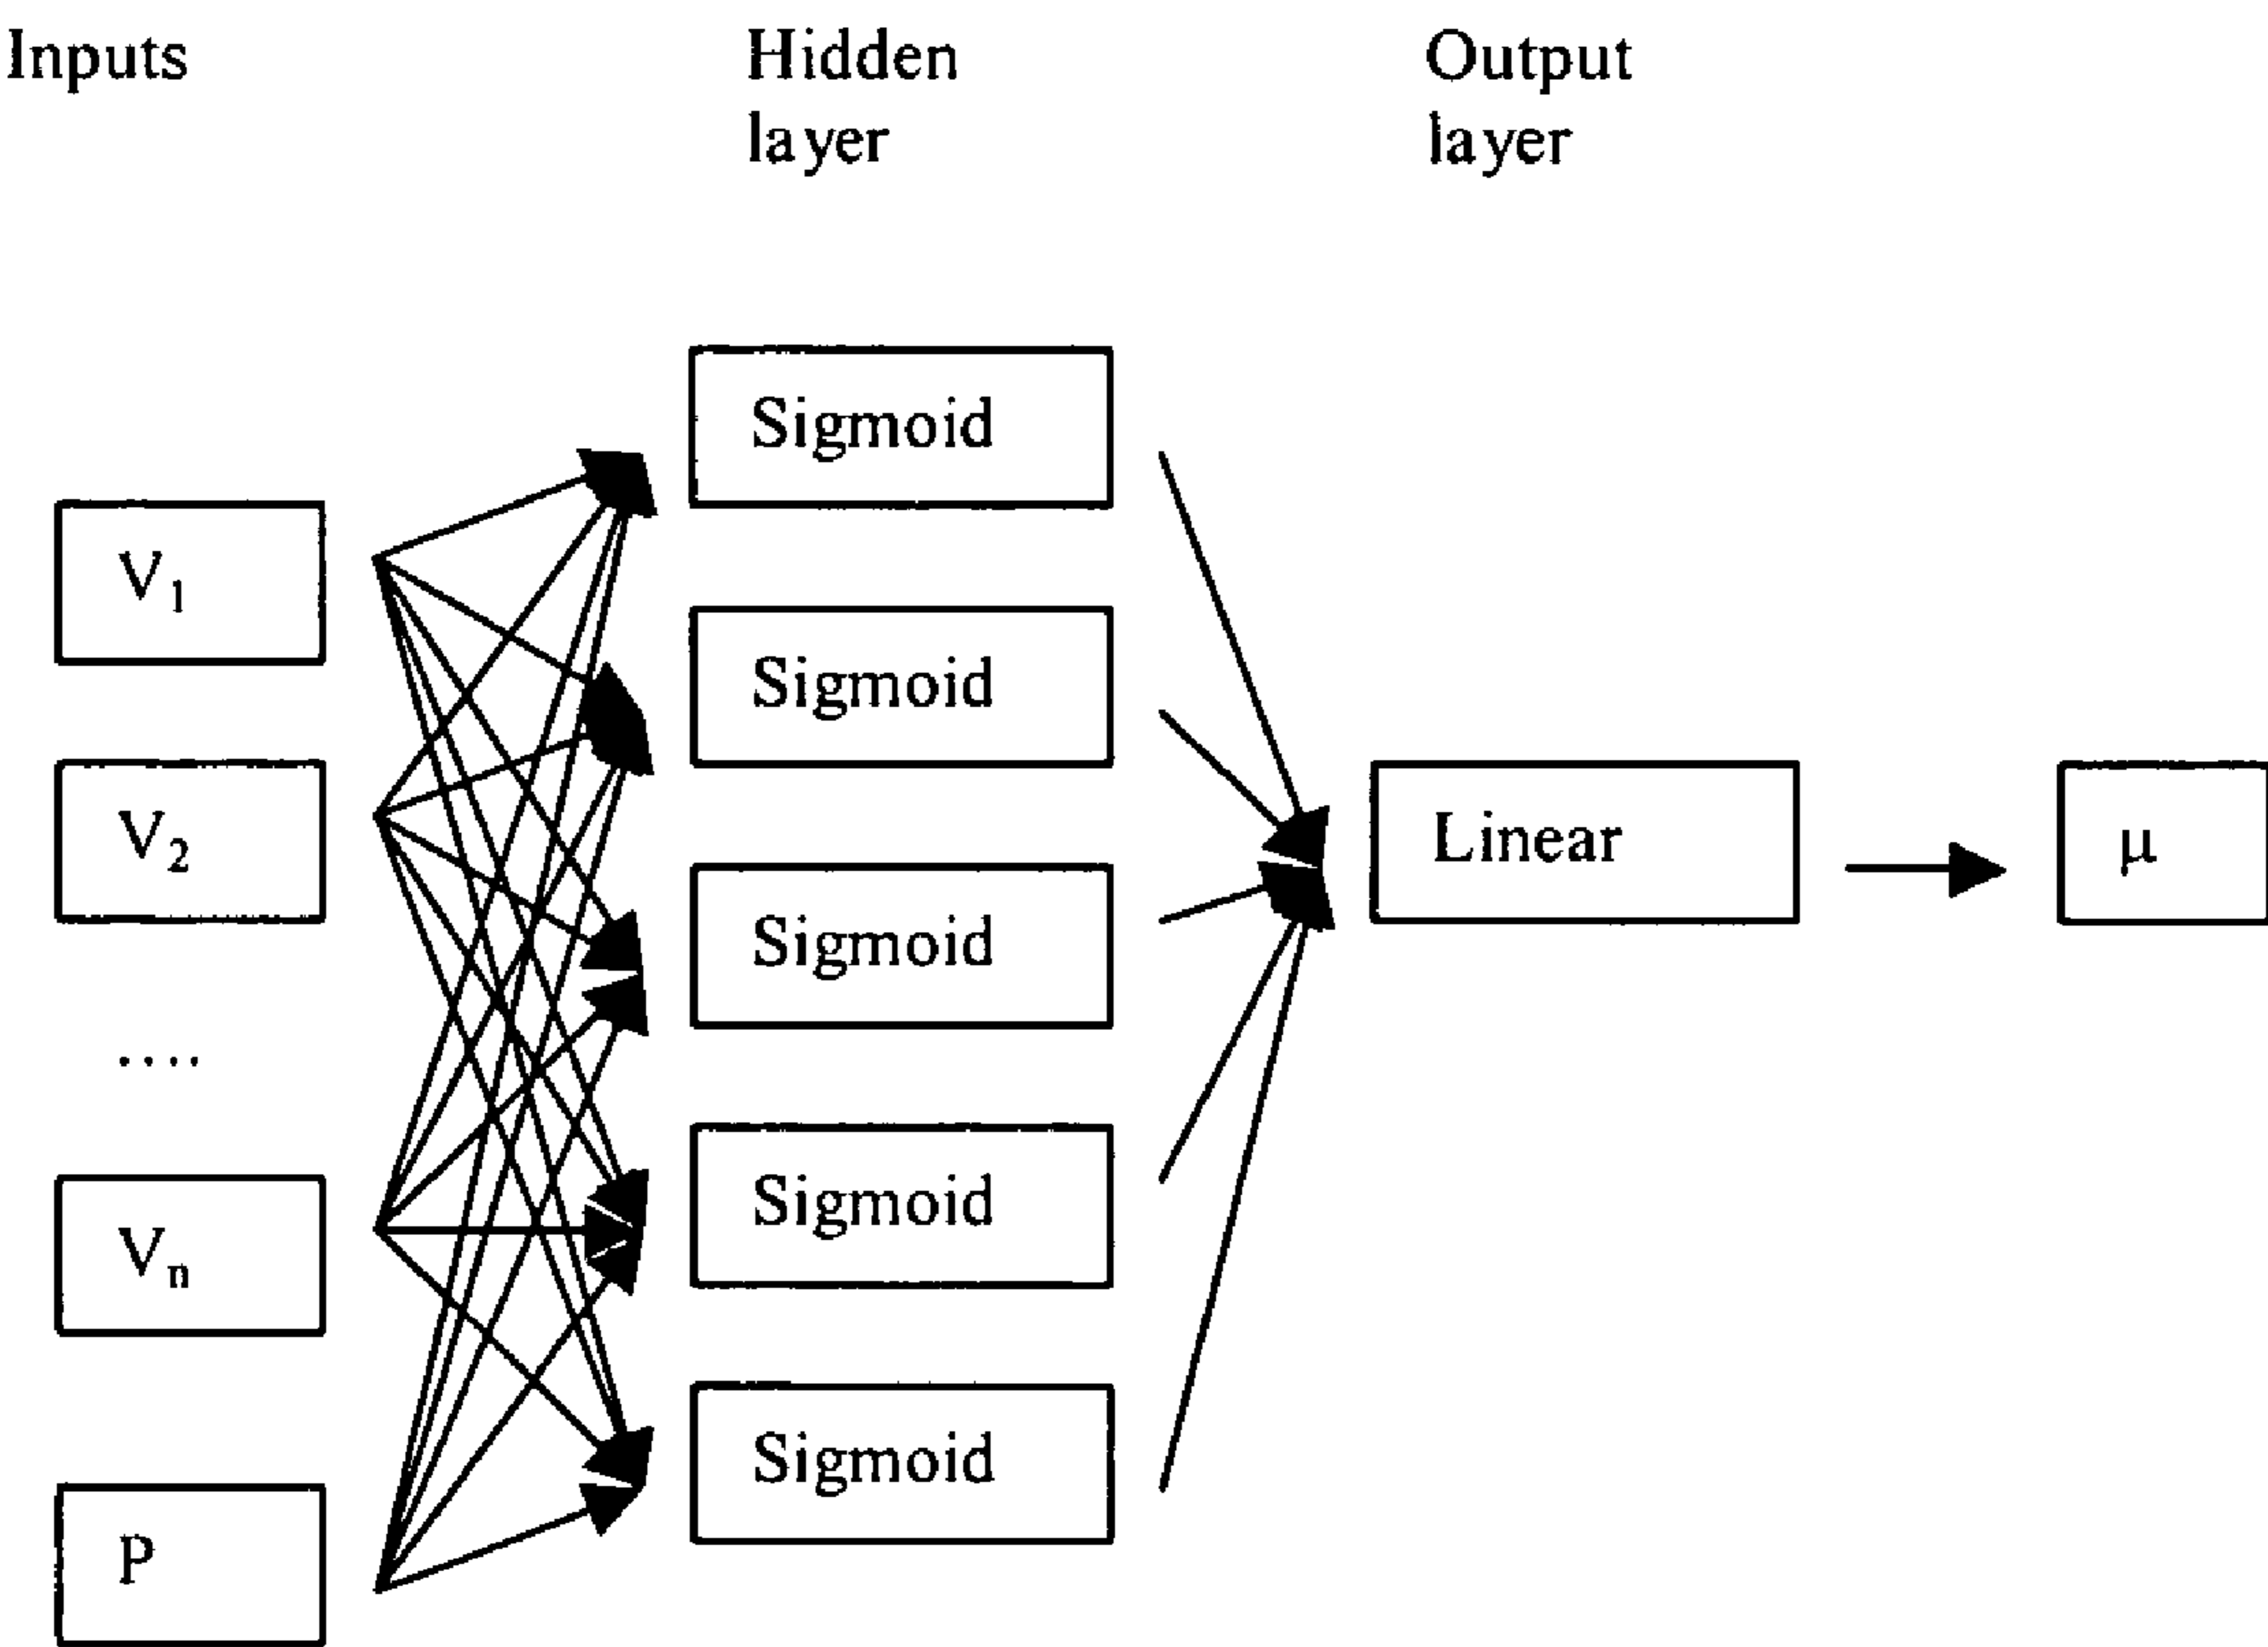 Inputs
Hidden
layer
Output
layer
V1
V2
....
Vn
P
Sigmoid
Sigmoid
Sigmoid
Sigmoid
Sigmoid
Linear
μ